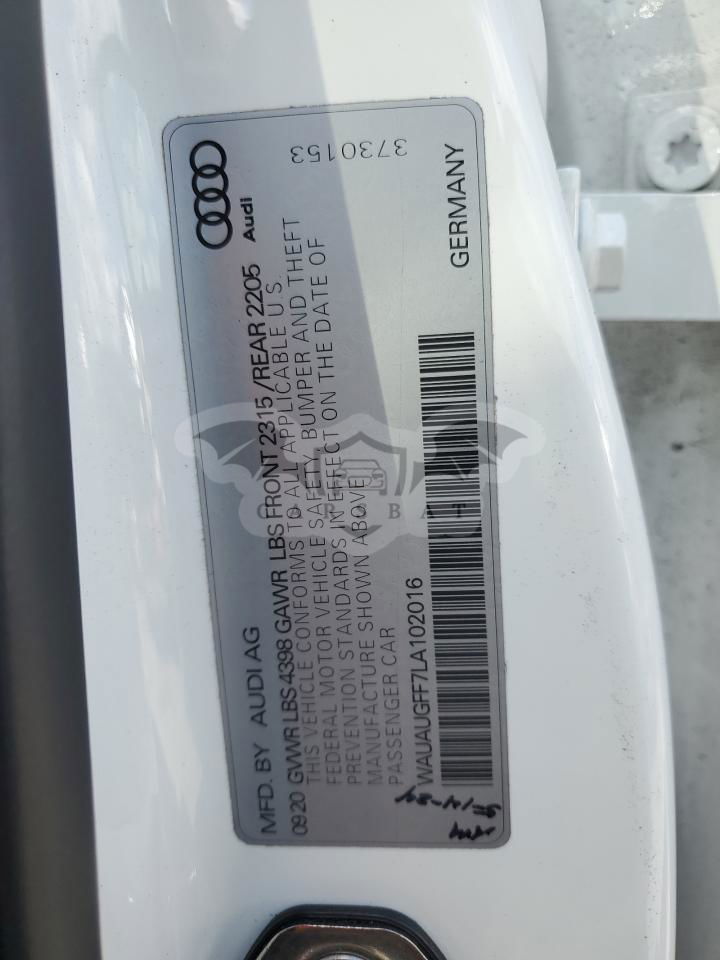 MFD. BY AUDI AG
Audi
0920 GVWR LBS 4398 GAWR LBS FRONT 2315 /REAR 2205
THIS VEHICLE CONFORMS TO ALL APPLICABLE U.S.
FEDERAL MOTOR VEHICLE SAFETY, BUMPER AND THEFT
PREVENTION STANDARDS IN EFFECT ON THE DATE OF
MANUFACTURE SHOWN ABOVE.
PASSENGER CAR
3730153
WAUAUGFF7LA102016
GERMANY